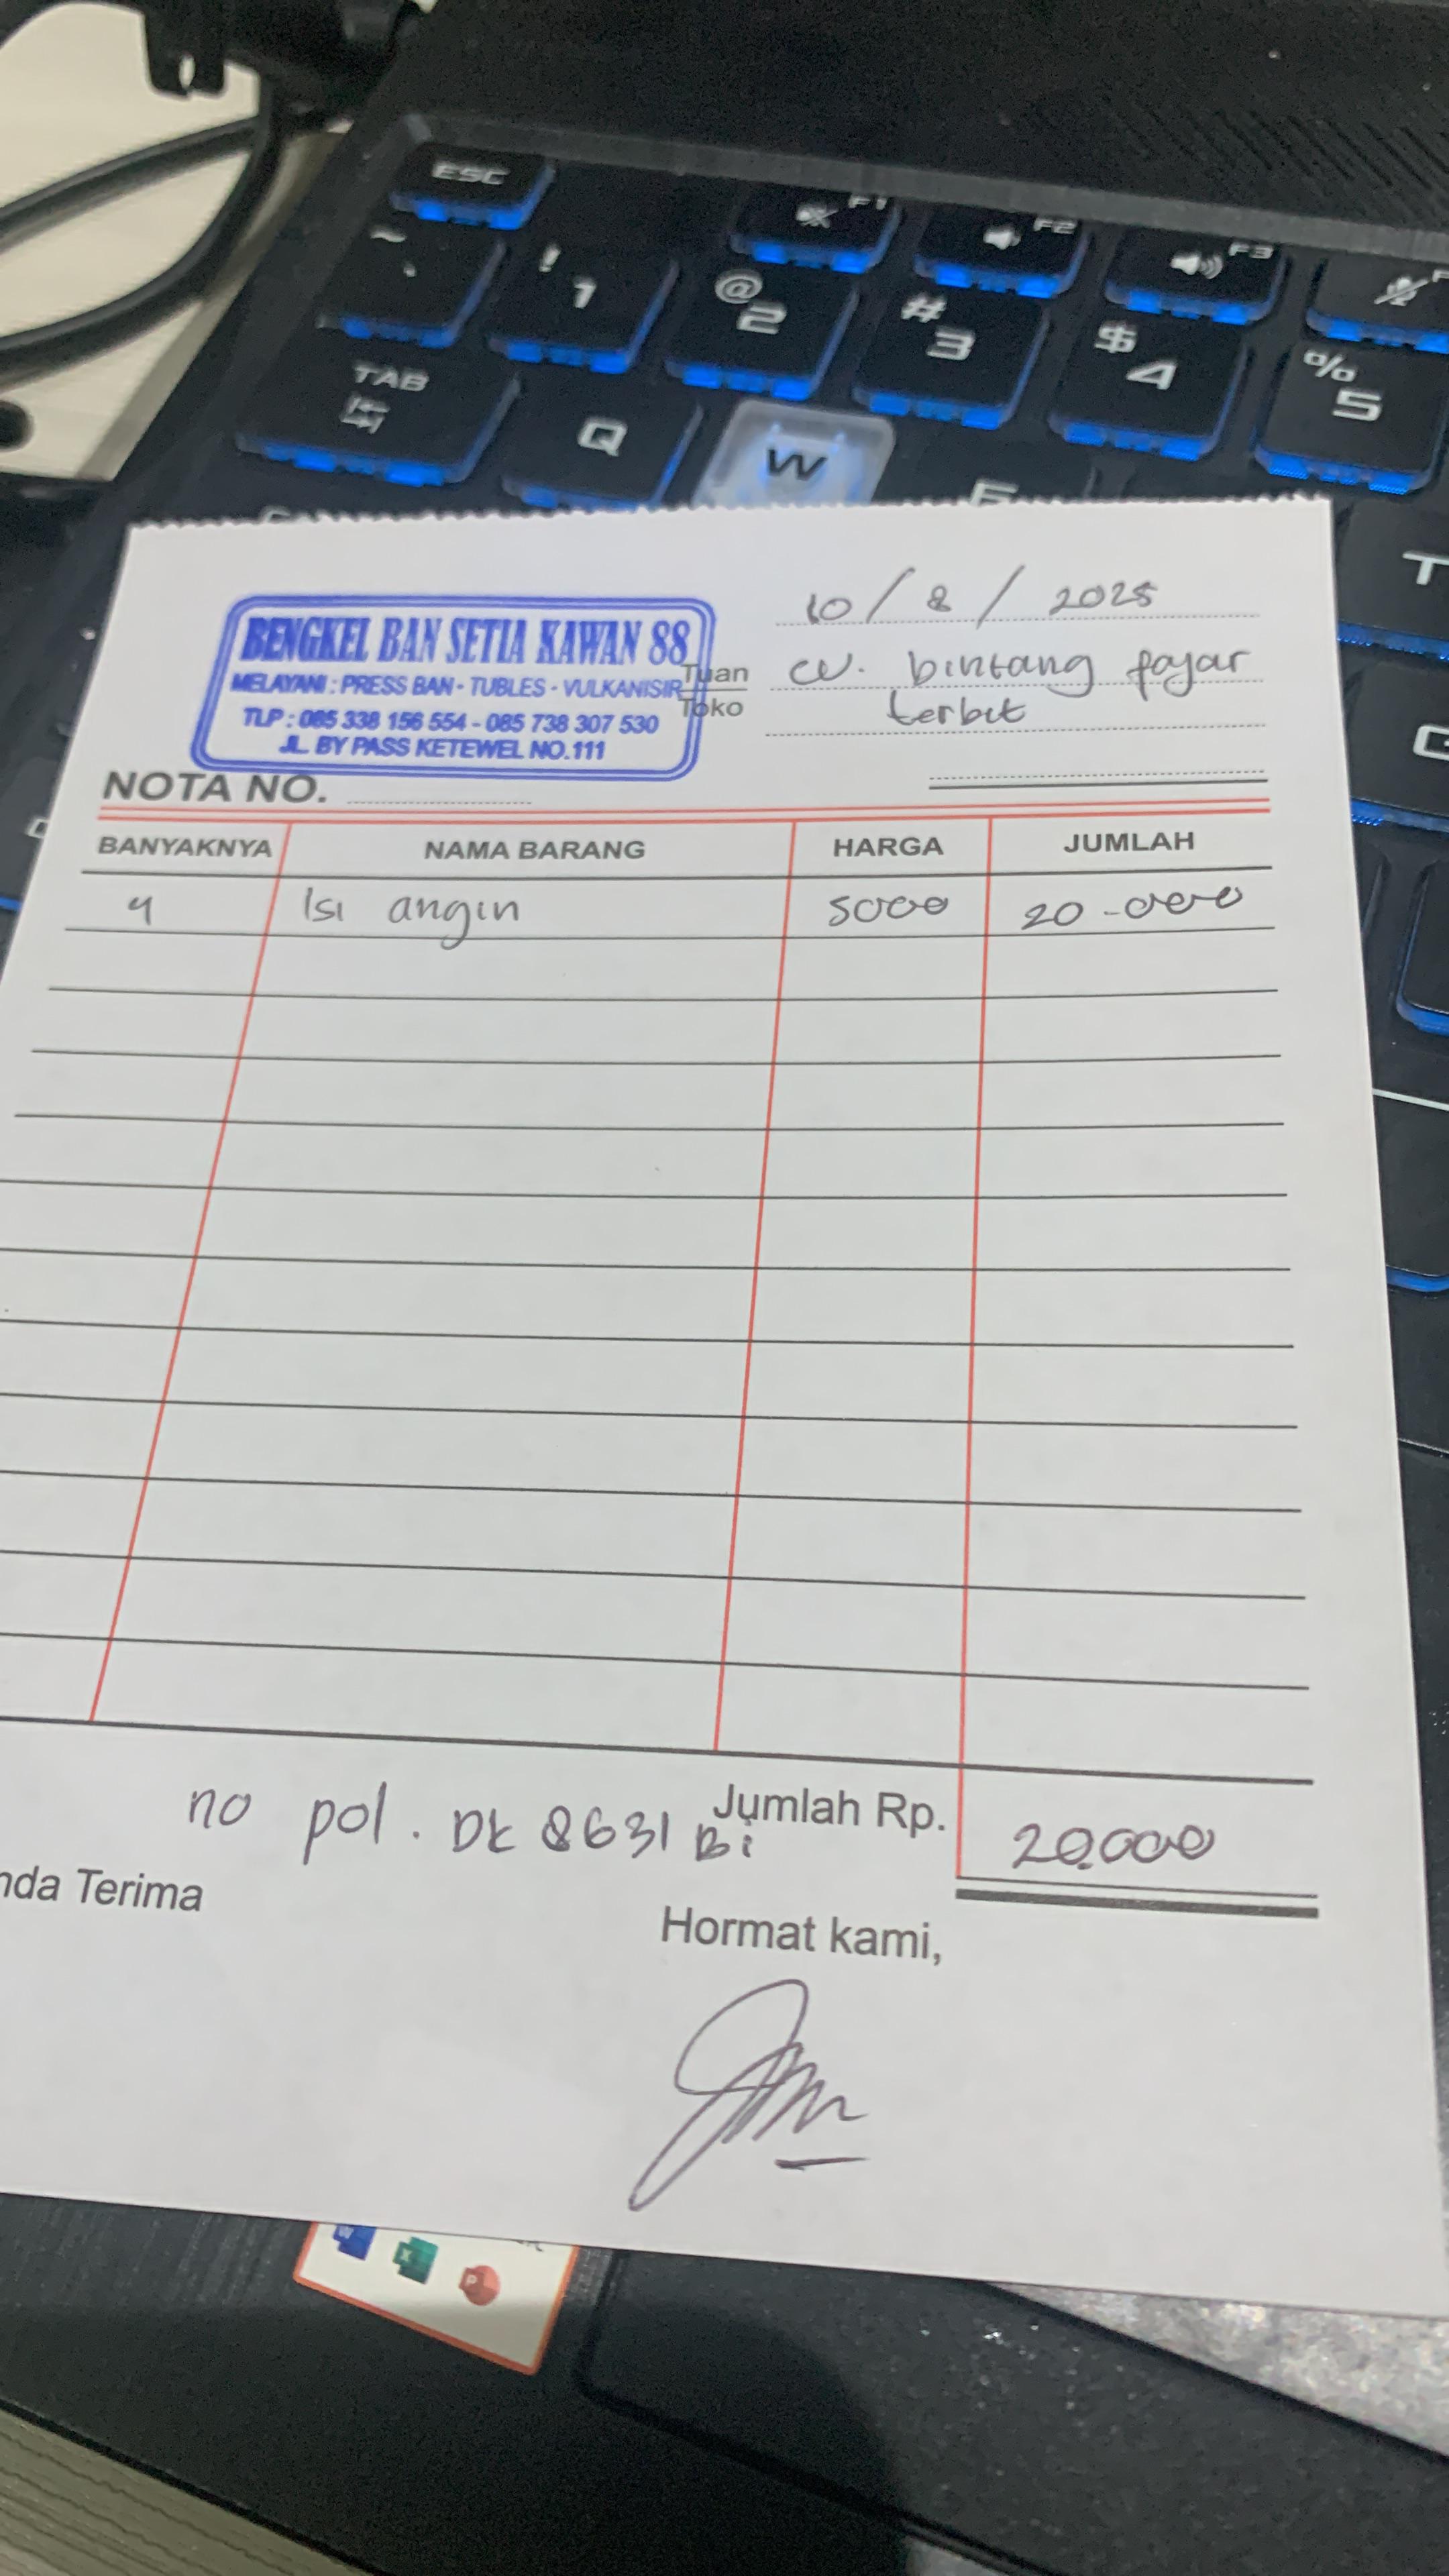 ESC
F1
F2
F3
~
`
!
1
@
2
#
3
$
4
%
5
TAB
Q
W
E
T
10/8/2025
BENGKEL BAN SETIA KAWAN 88
MELAYANI : PRESS BAN - TUBLES - VULKANISIR
TLP : 085 338 156 554 - 085 738 307 530
JL. BY PASS KETEWEL NO.111
Tuan
Toko
cv. bintang fajar
terbit
NOTA NO.
BANYAKNYA NAMA BARANG HARGA JUMLAH
4 Isi angin 5000 20.000
no pol. DK 8631 Bi
Jumlah Rp. 20.000
nda Terima
Hormat kami,
W
X
P